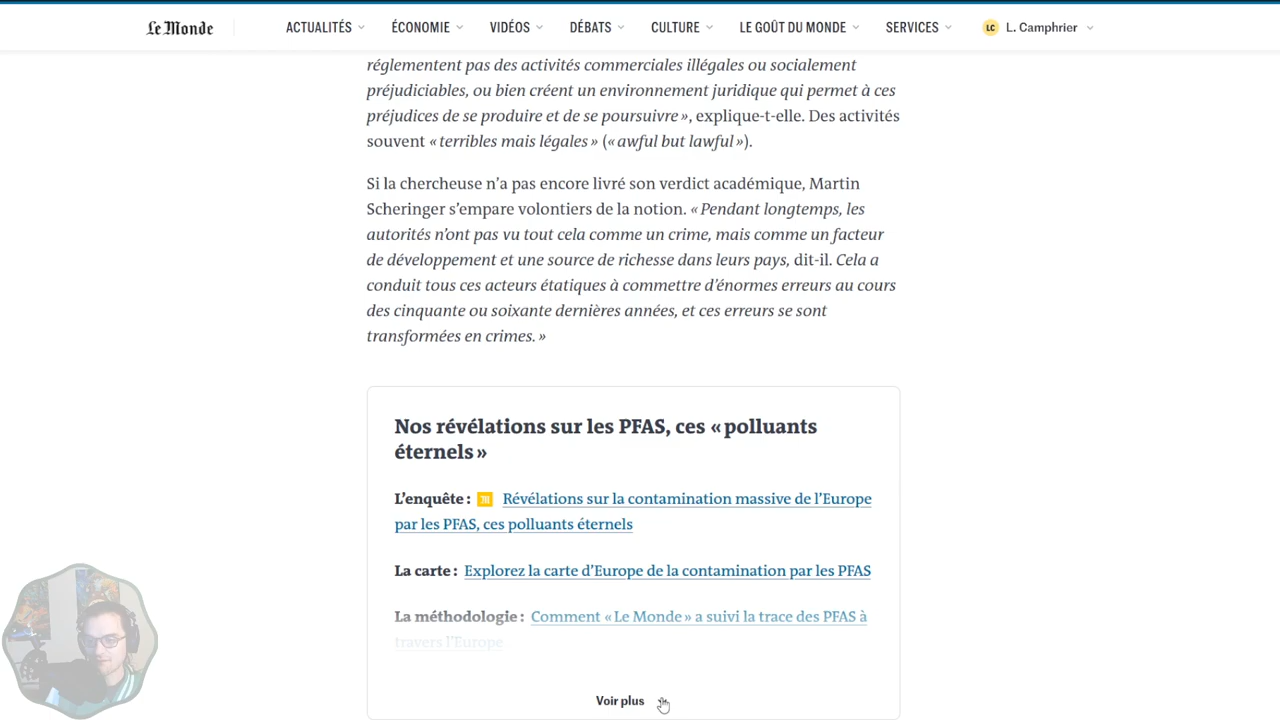 Le Monde
ACTUALITÉS
ÉCONOMIE
VIDÉOS
DÉBATS
CULTURE
LE GOÛT DU MONDE
SERVICES
LC
L. Camphrier
réglementent pas des activités commerciales illégales ou socialement
préjudiciables, ou bien créent un environnement juridique qui permet à ces
préjudices de se produire et de se poursuivre », explique-t-elle. Des activités
souvent « terribles mais légales » (« awful but lawful »).
Si la chercheuse n’a pas encore livré son verdict académique, Martin
Scheringer s’empare volontiers de la notion. « Pendant longtemps, les
autorités n’ont pas vu tout cela comme un crime, mais comme un facteur
de développement et une source de richesse dans leurs pays, dit-il. Cela a
conduit tous ces acteurs étatiques à commettre d’énormes erreurs au cours
des cinquante ou soixante dernières années, et ces erreurs se sont
transformées en crimes. »
Nos révélations sur les PFAS, ces « polluants
éternels »
L’enquête : M Révélations sur la contamination massive de l’Europe
par les PFAS, ces polluants éternels
La carte : Explorez la carte d’Europe de la contamination par les PFAS
La méthodologie : Comment « Le Monde » a suivi la trace des PFAS à
travers l’Europe
Voir plus